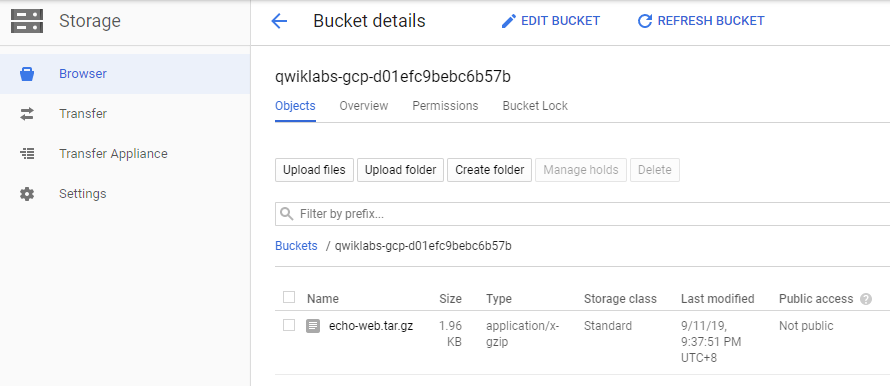 Storage
Bucket details
EDIT BUCKET
REFRESH BUCKET
Browser
Transfer
Transfer Appliance
Settings
qwiklabs-gcp-d01efc9bebc6b57b
Objects Overview Permissions Bucket Lock
Upload files Upload folder Create folder Manage holds Delete
Filter by prefix...
Buckets / qwiklabs-gcp-d01efc9bebc6b57b
Name Size Type Storage class Last modified Public access ?
echo-web.tar.gz 1.96 application/x- Standard 9/11/19, Not public
KB gzip 9:37:51 PM
UTC+8